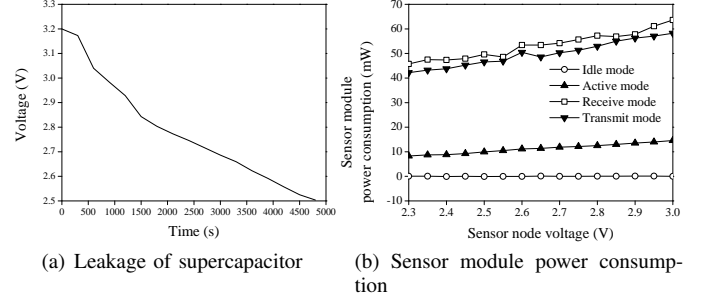 3.3
3.2
3.1
3.0
2.9
2.8
2.7
2.6
2.5
Voltage (V)
0 500 1000 1500 2000 2500 3000 3500 4000 4500 5000
Time (s)
(a) Leakage of supercapacitor
70
60
50
40
30
20
10
0
-10
Sensor module
power consumption (mW)
Idle mode
Active mode
Receive mode
Transmit mode
2.3 2.4 2.5 2.6 2.7 2.8 2.9 3.0
Sensor node voltage (V)
(b) Sensor module power consump-
tion